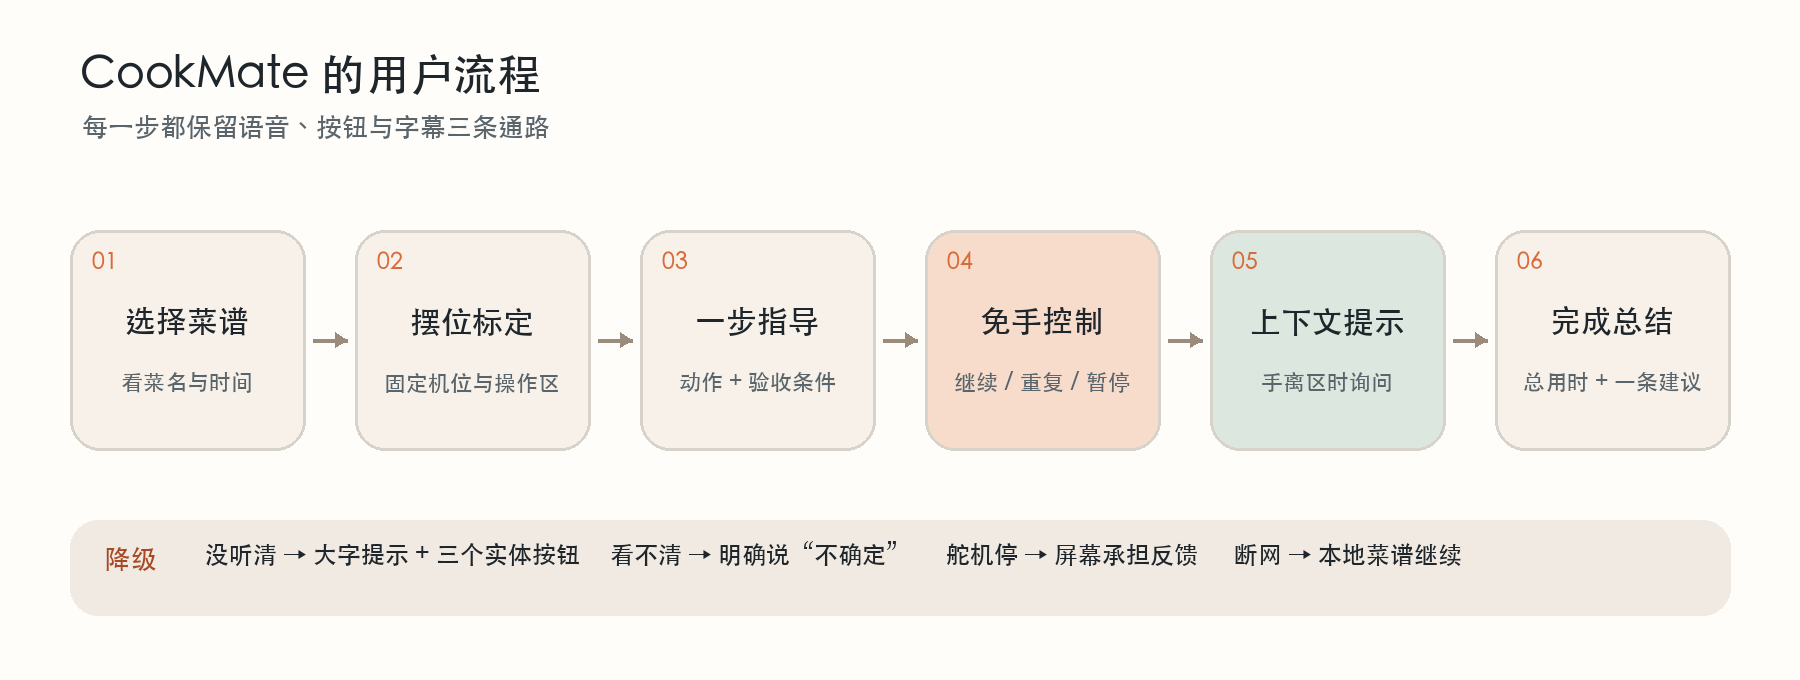 CookMate 的用户流程
每一步都保留语音、按钮与字幕三条通路
01
选择菜谱
看菜名与时间
02
摆位标定
固定机位与操作区
03
一步指导
动作 + 验收条件
04
免手控制
继续 / 重复 / 暂停
05
上下文提示
手离区时询问
06
完成总结
总用时 + 一条建议
降级
没听清 → 大字提示 + 三个实体按钮
看不清 → 明确说“不确定”
舵机停 → 屏幕承担反馈
断网 → 本地菜谱继续